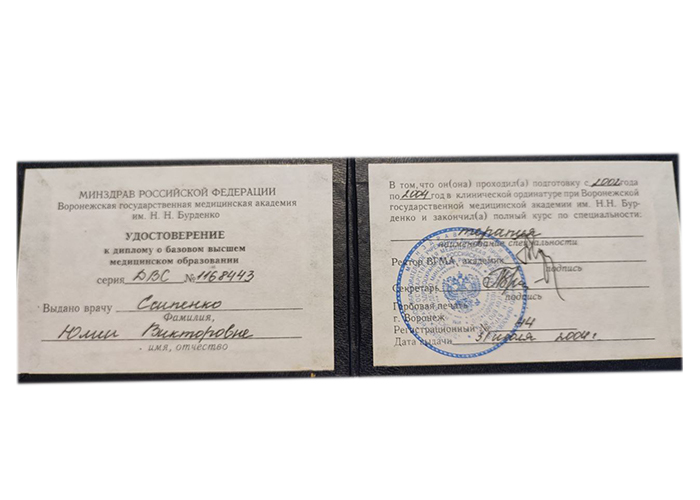 МИНЗДРАВ РОССИЙСКОЙ ФЕДЕРАЦИИ
Воронежская государственная медицинская академия
им. Н. Н. Бурденко
УДОСТОВЕРЕНИЕ
к диплому о базовом высшем
медицинском образовании
серия ДВС № 1168443
Выдано врачу
Фамилия,
Юлии Викторовне
имя, отчество
В том, что он(она) проходил(а) подготовку с 2002 года
по 2004 год в клинической ординатуре при Воронежской
государственной медицинской академии им. Н.Н. Бур-
денко и закончил(а) полный курс по специальности:
терапия
наименование специальности
Ректор ВГМА, академик
подпись
Секретарь
подпись
Гербовая печать
г. Воронеж
Регистрационный № 44
Дата выдачи 31 июля 2004 г